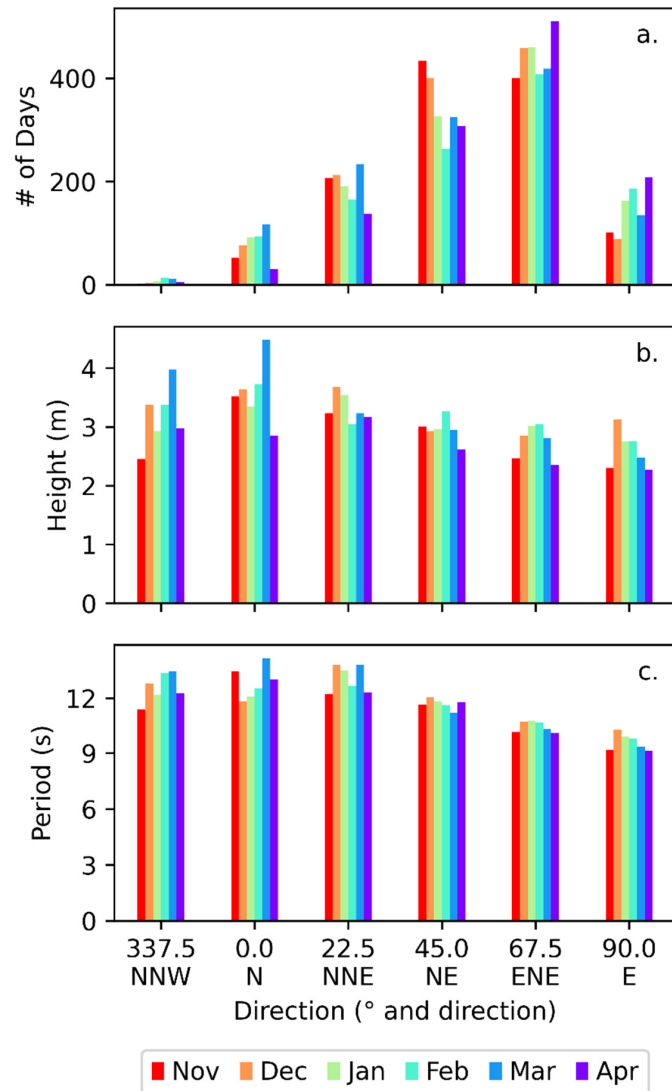 a.
400
200
0
# of Days
b.
4
3
2
1
0
Height (m)
c.
12
9
6
3
0
Period (s)
337.5 0.0 22.5 45.0 67.5 90.0
NNW N NNE NE ENE E
Direction (° and direction)
Nov Dec Jan Feb Mar Apr